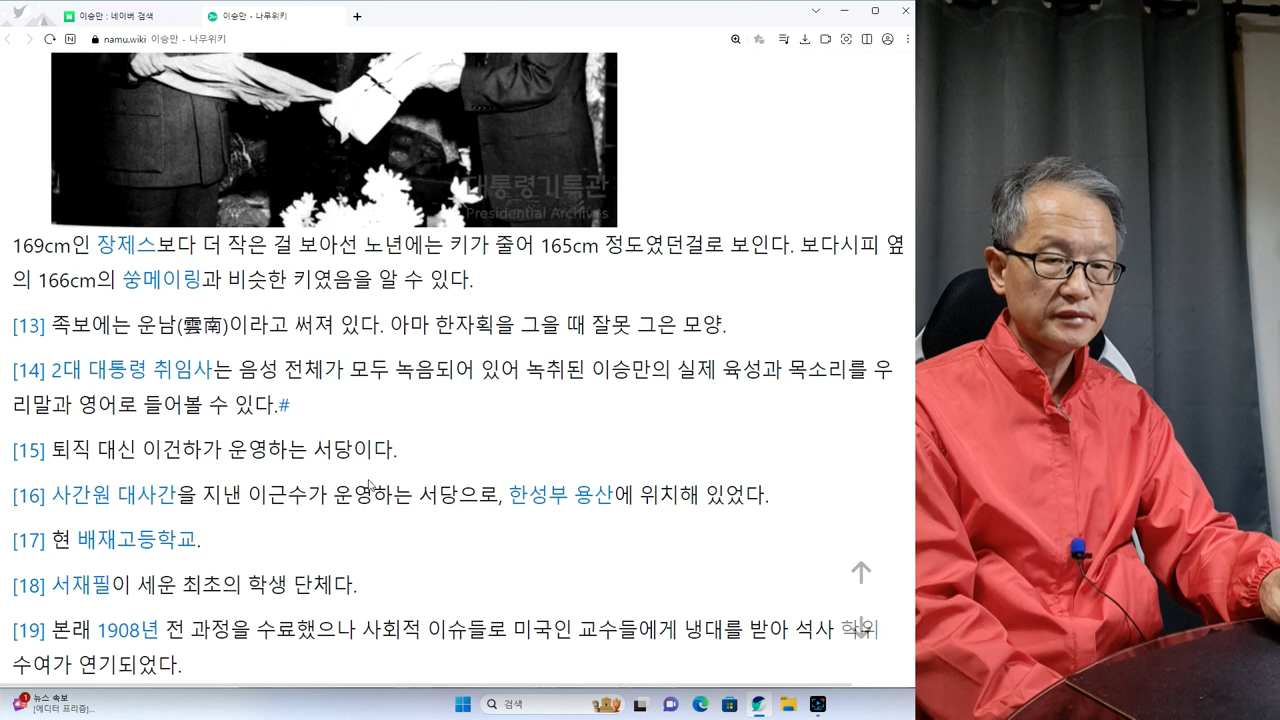 이승만 : 네이버 검색
이승만 - 나무위키
namu.wiki 이승만 - 나무위키
대통령기록관
Presidential Archives
169cm인 장제스보다 더 작은 걸 보아선 노년에는 키가 줄어 165cm 정도였던걸로 보인다. 보다시피 옆
의 166cm의 쑹메이링과 비슷한 키였음을 알 수 있다.
[13] 족보에는 운남(雲南)이라고 써져 있다. 아마 한자획을 그을 때 잘못 그은 모양.
[14] 2대 대통령 취임사는 음성 전체가 모두 녹음되어 있어 녹취된 이승만의 실제 육성과 목소리를 우
리말과 영어로 들어볼 수 있다.#
[15] 퇴직 대신 이건하가 운영하는 서당이다.
[16] 사간원 대사간을 지낸 이근수가 운영하는 서당으로, 한성부 용산에 위치해 있었다.
[17] 현 배재고등학교.
[18] 서재필이 세운 최초의 학생 단체다.
[19] 본래 1908년 전 과정을 수료했으나 사회적 이슈들로 미국인 교수들에게 냉대를 받아 석사 학위
수여가 연기되었다.
1
뉴스 속보
[에디터 프리즘]...
검색